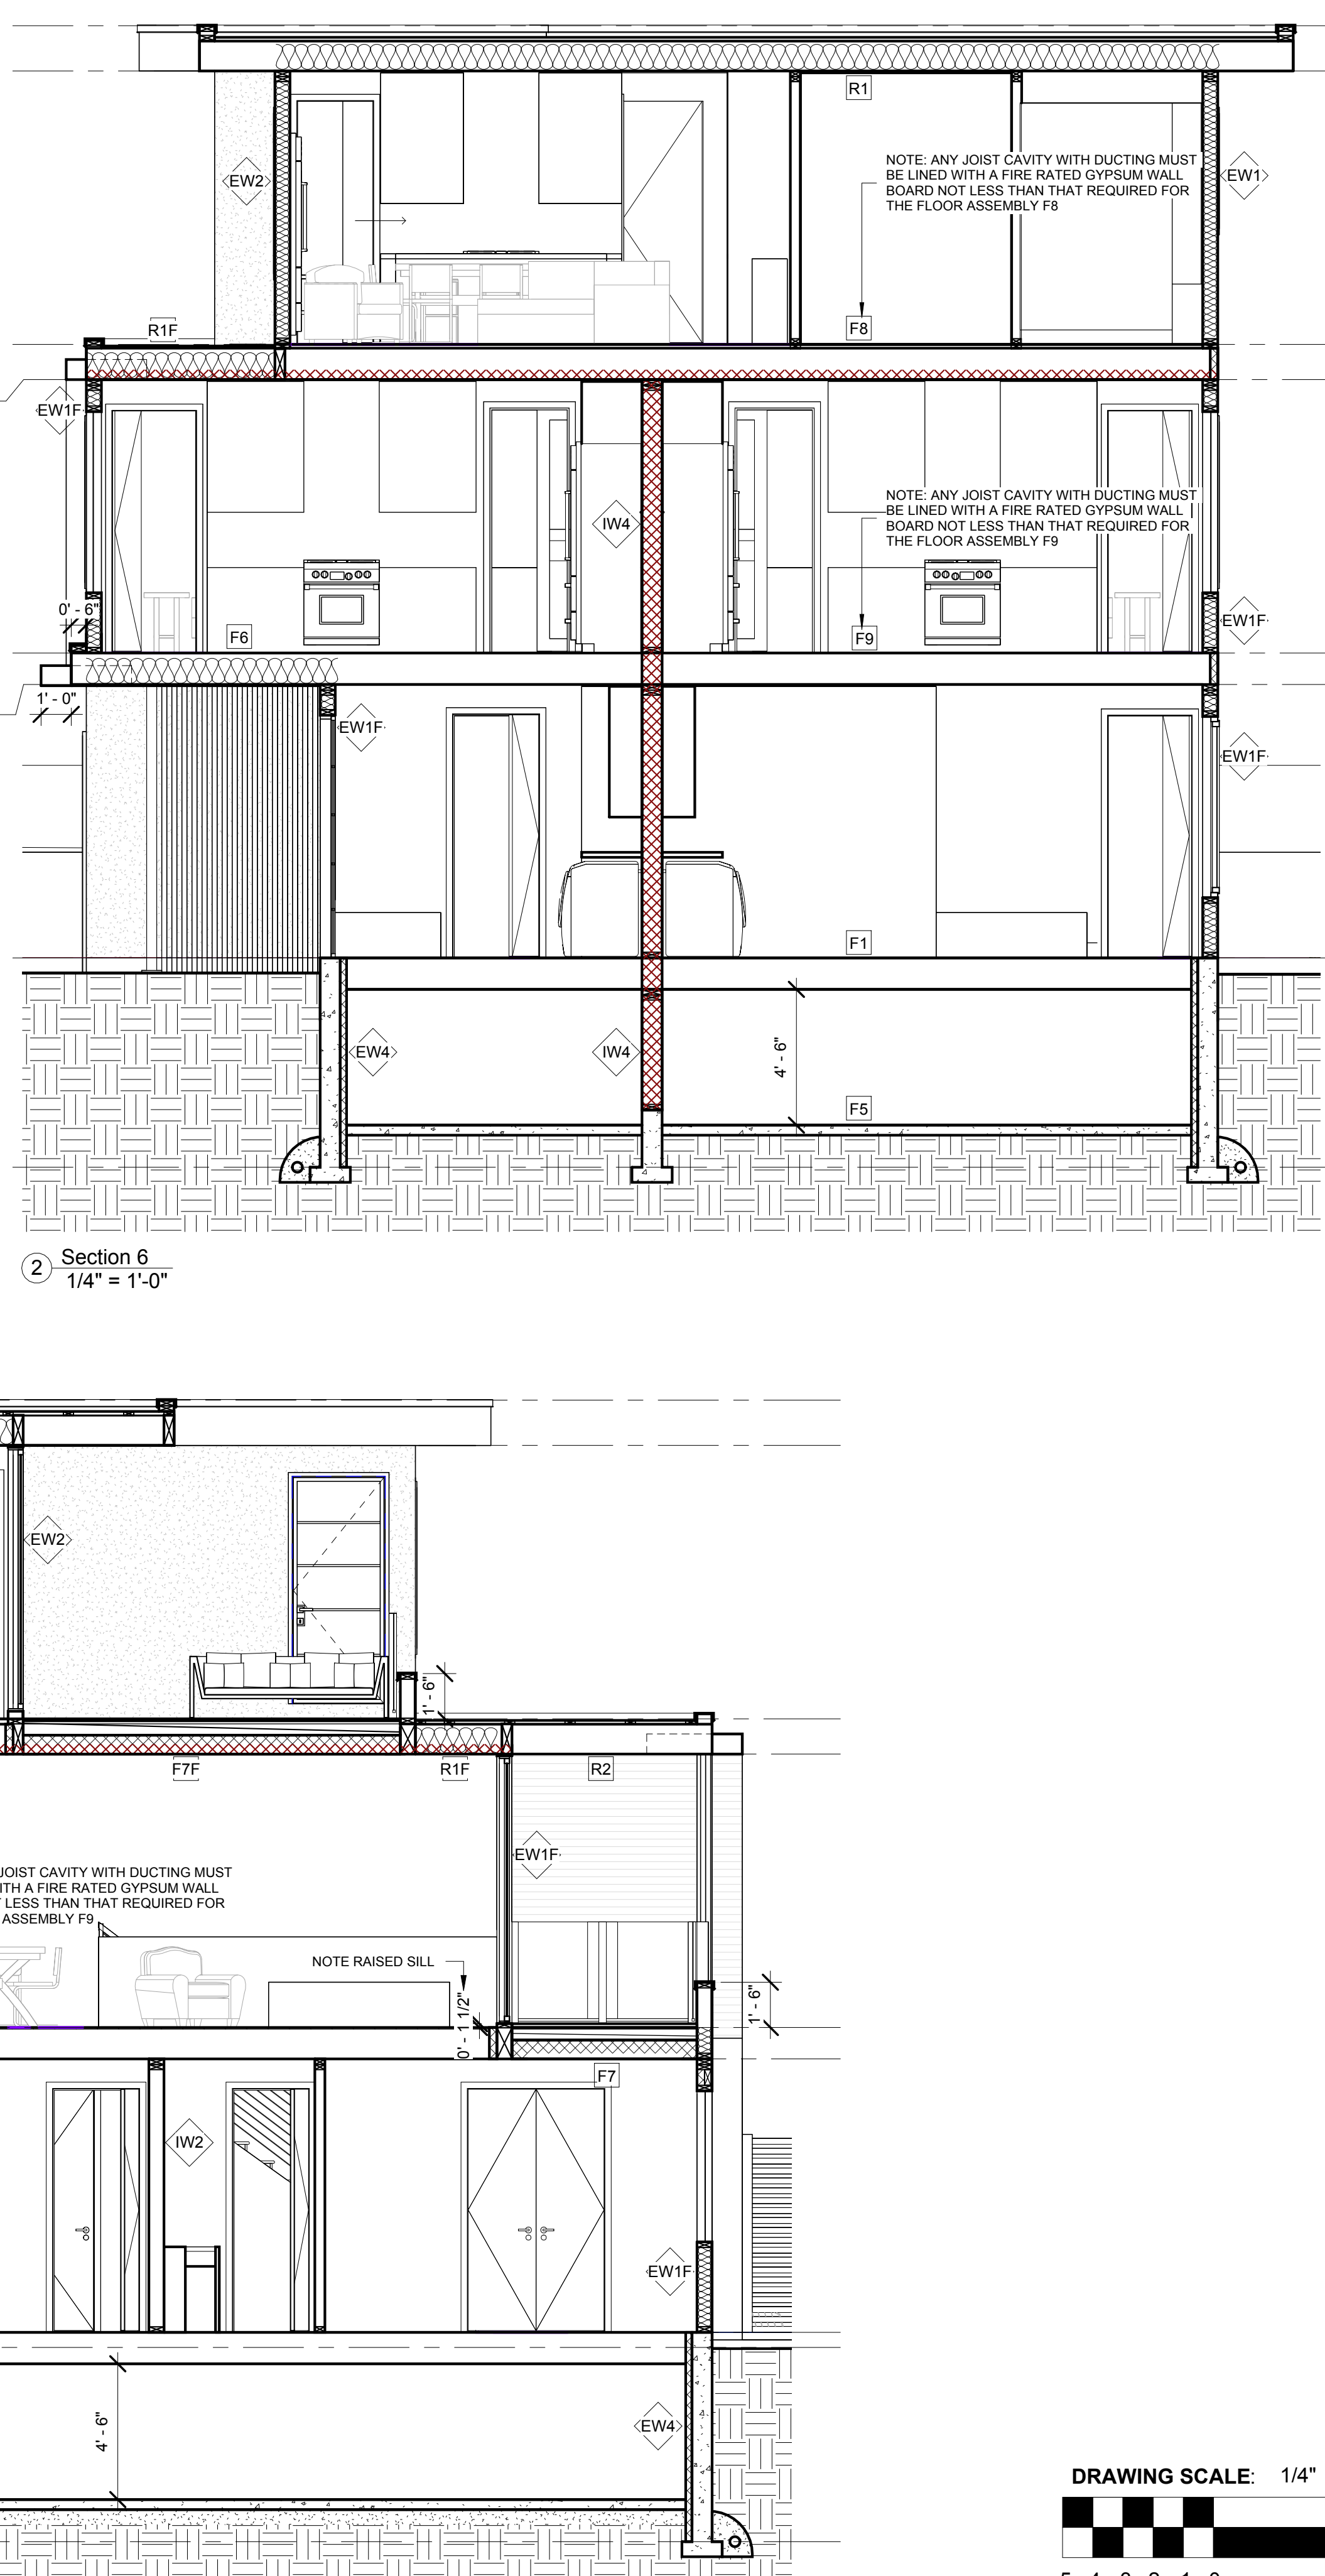 R1
NOTE: ANY JOIST CAVITY WITH DUCTING MUST
BE LINED WITH A FIRE RATED GYPSUM WALL
BOARD NOT LESS THAN THAT REQUIRED FOR
THE FLOOR ASSEMBLY F8
EW2
EW1
R1F
F8
EW1F
NOTE: ANY JOIST CAVITY WITH DUCTING MUST
BE LINED WITH A FIRE RATED GYPSUM WALL
BOARD NOT LESS THAN THAT REQUIRED FOR
THE FLOOR ASSEMBLY F9
IW4
0' - 6"
EW1F
F6
F9
1' - 0"
EW1F
EW1F
F1
EW4
IW4
4' - 6"
F5
2
Section 6
1/4" = 1'-0"
EW2
1' - 6"
F7F
R1F
R2
EW1F
JOIST CAVITY WITH DUCTING MUST
ITH A FIRE RATED GYPSUM WALL
LESS THAN THAT REQUIRED FOR
ASSEMBLY F9
NOTE RAISED SILL
0' - 1 1/2"
1' - 6"
F7
IW2
EW1F
4' - 6"
EW4
DRAWING SCALE: 1/4"